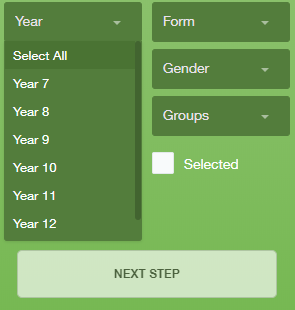 Year
Form
Select All
Gender
Year 7
Year 8
Groups
Year 9
Year 10
Selected
Year 11
Year 12
NEXT STEP